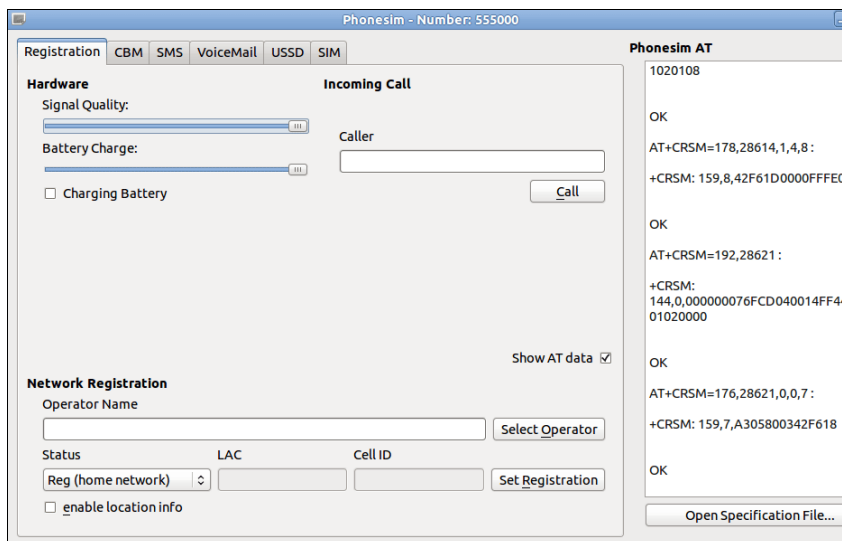 Phonesim - Number: 555000
Registration CBM SMS VoiceMail USSD SIM
Hardware
Signal Quality:
Battery Charge:
Charging Battery
Incoming Call
Caller
Call
Show AT data
Network Registration
Operator Name
Select Operator
Status LAC Cell ID
Reg (home network) Set Registration
enable location info
Phonesim AT
1020108
OK
AT+CRSM=178,28614,1,4,8 :
+CRSM: 159,8,42F61D0000FFFE0
OK
AT+CRSM=192,28621 :
+CRSM:
144,0,000000076FCD040014FF44
01020000
OK
AT+CRSM=176,28621,0,0,7 :
+CRSM: 159,7,A305800342F618
OK
Open Specification File...